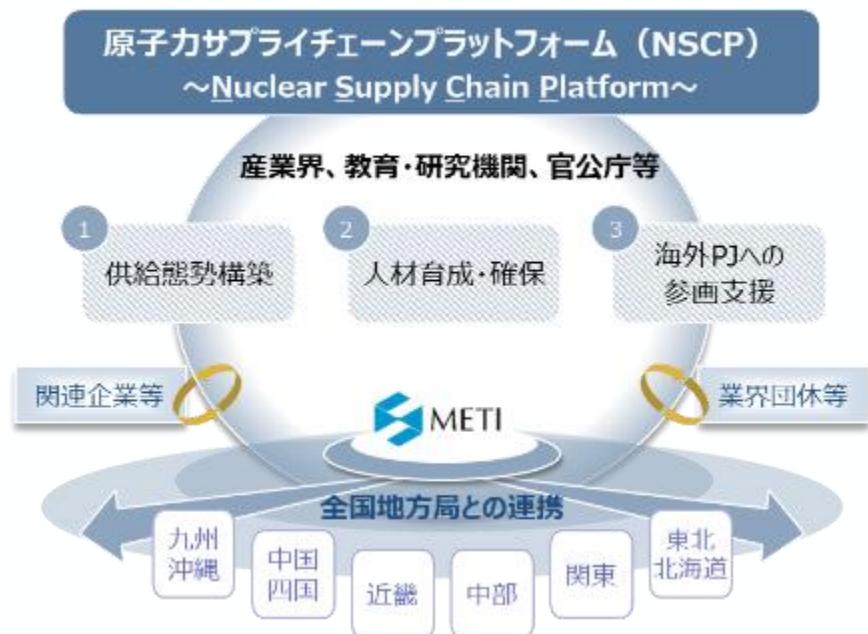 原子力サプライチェーンプラットフォーム（NSCP）
～Nuclear Supply Chain Platform～
産業界、教育・研究機関、官公庁等
1
供給態勢構築
2
人材育成・確保
3
海外PJへの
参画支援
関連企業等
業界団体等
METI
全国地方局との連携
九州
沖縄
中国
四国
近畿
中部
関東
東北
北海道